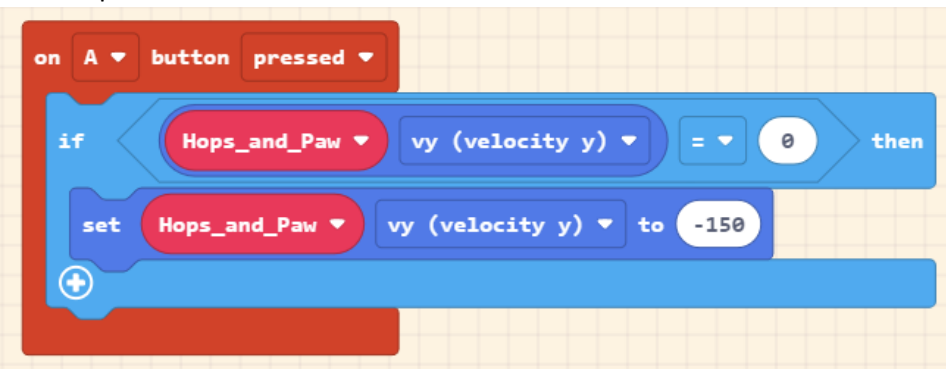 on A button pressed
if Hops_and_Paw vy (velocity y) = 0 then
set Hops_and_Paw vy (velocity y) to -150